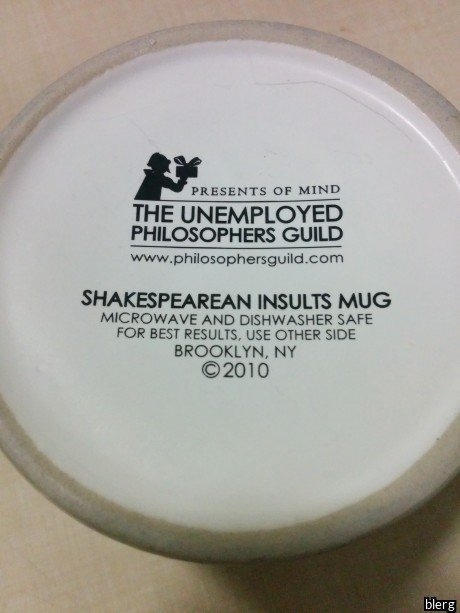 PRESENTS OF MIND
THE UNEMPLOYED
PHILOSOPHERS GUILD
www.philosophersguild.com
SHAKESPEAREAN INSULTS MUG
MICROWAVE AND DISHWASHER SAFE
FOR BEST RESULTS, USE OTHER SIDE
BROOKLYN, NY
©2010
blerg